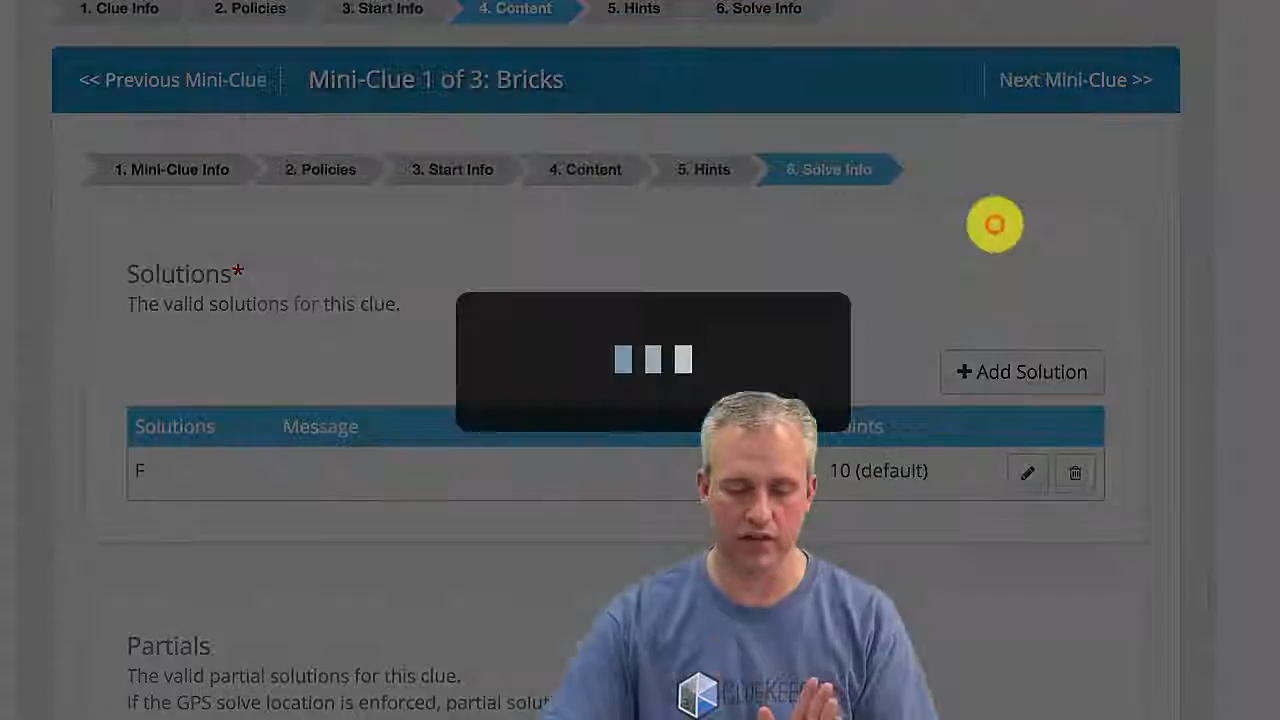 1. Clue Info
2. Policies
3. Start Info
4. Content
5. Hints
6. Solve Info
<< Previous Mini-Clue
Mini-Clue 1 of 3: Bricks
Next Mini-Clue >>
1. Mini-Clue Info
2. Policies
3. Start Info
4. Content
5. Hints
6. Solve Info
Solutions*
The valid solutions for this clue.
+ Add Solution
Solutions
Message
F
10 (default)
Partials
The valid partial solutions for this clue.
If the GPS solve location is enforced, partial